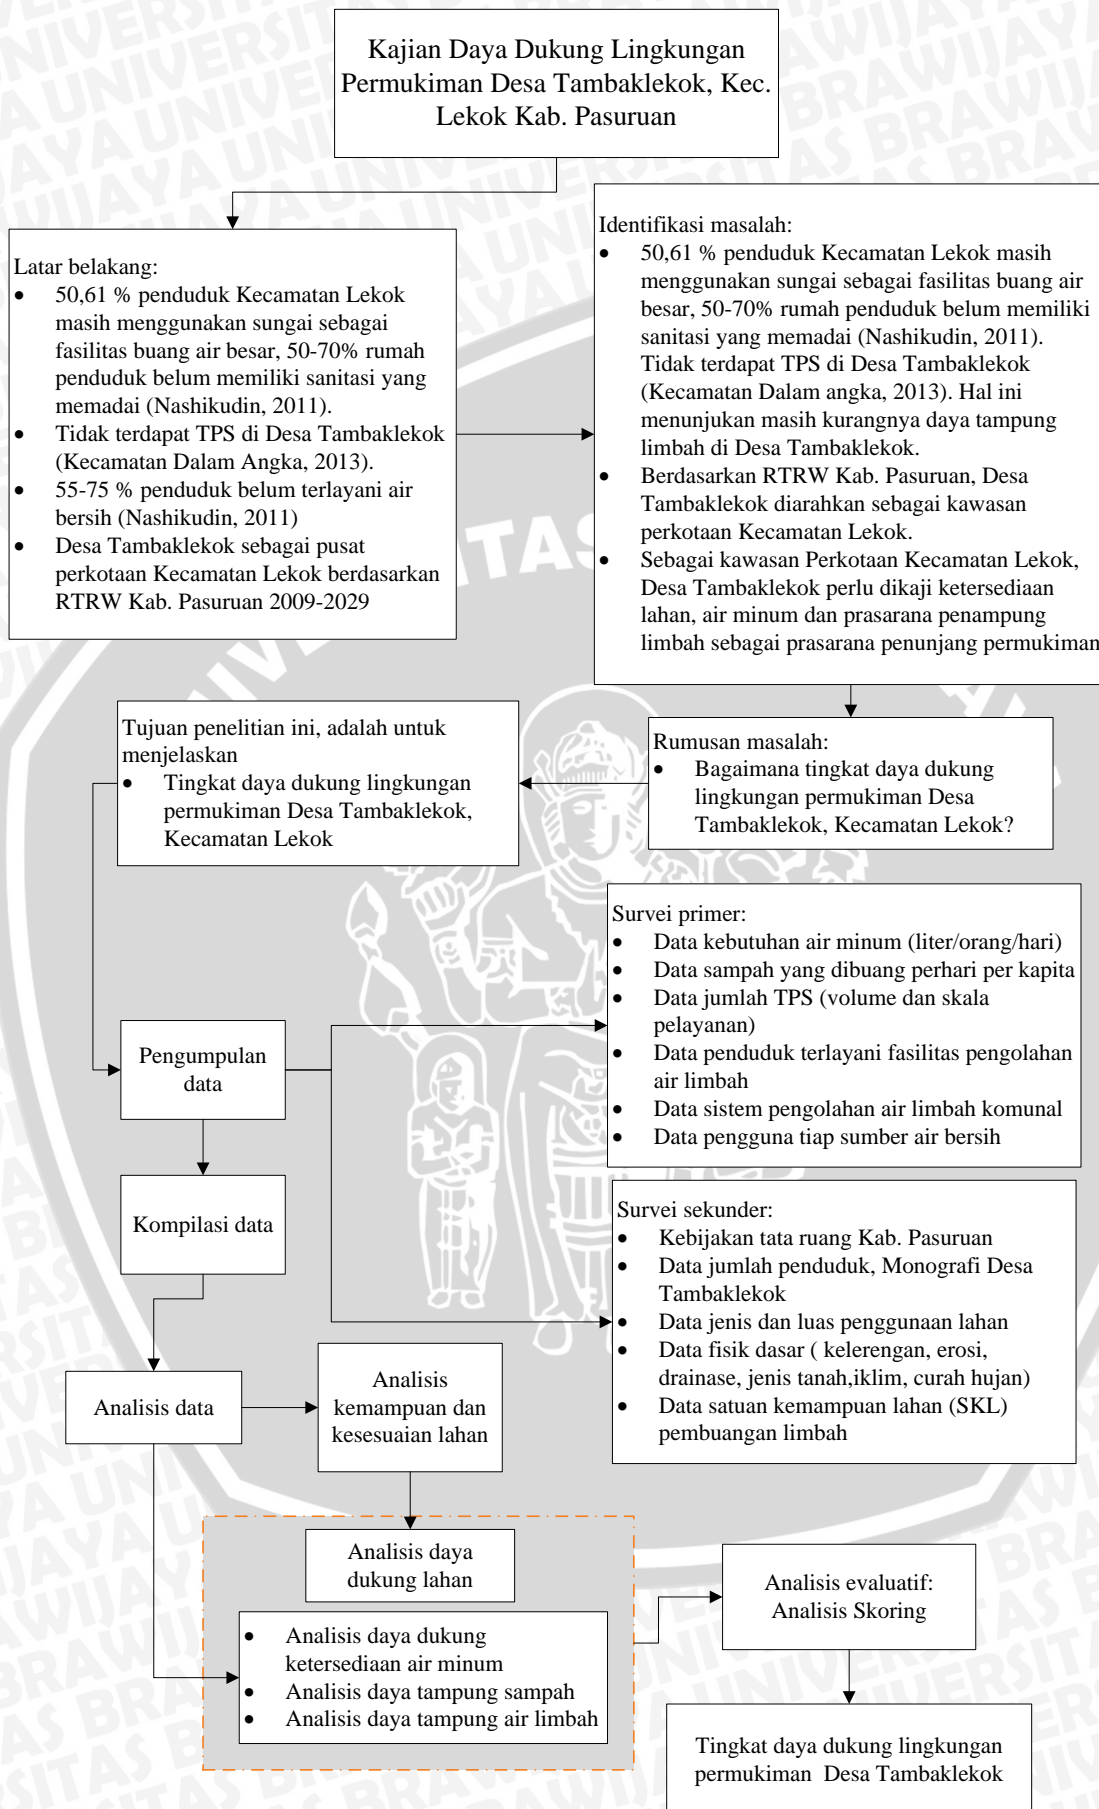 Kajian Daya Dukung Lingkungan
Permukiman Desa Tambaklekok, Kec.
Lekok Kab. Pasuruan
Latar belakang:
• 50,61 % penduduk Kecamatan Lekok
masih menggunakan sungai sebagai
fasilitas buang air besar, 50-70% rumah
penduduk belum memiliki sanitasi yang
memadai (Nashikudin, 2011).
• Tidak terdapat TPS di Desa Tambaklekok
(Kecamatan Dalam Angka, 2013).
• 55-75 % penduduk belum terlayani air
bersih (Nashikudin, 2011)
• Desa Tambaklekok sebagai pusat
perkotaan Kecamatan Lekok berdasarkan
RTRW Kab. Pasuruan 2009-2029
Identifikasi masalah:
• 50,61 % penduduk Kecamatan Lekok masih
menggunakan sungai sebagai fasilitas buang air
besar, 50-70% rumah penduduk belum memiliki
sanitasi yang memadai (Nashikudin, 2011).
Tidak terdapat TPS di Desa Tambaklekok
(Kecamatan Dalam angka, 2013). Hal ini
menunjukan masih kurangnya daya tampung
limbah di Desa Tambaklekok.
• Berdasarkan RTRW Kab. Pasuruan, Desa
Tambaklekok diarahkan sebagai kawasan
perkotaan Kecamatan Lekok.
• Sebagai kawasan Perkotaan Kecamatan Lekok,
Desa Tambaklekok perlu dikaji ketersediaan
lahan, air minum dan prasarana penampung
limbah sebagai prasarana penunjang permukiman
Rumusan masalah:
• Bagaimana tingkat daya dukung
lingkungan permukiman Desa
Tambaklekok, Kecamatan Lekok?
Tujuan penelitian ini, adalah untuk
menjelaskan
• Tingkat daya dukung lingkungan
permukiman Desa Tambaklekok,
Kecamatan Lekok
Pengumpulan
data
Survei primer:
• Data kebutuhan air minum (liter/orang/hari)
• Data sampah yang dibuang perhari per kapita
• Data jumlah TPS (volume dan skala
pelayanan)
• Data penduduk terlayani fasilitas pengolahan
air limbah
• Data sistem pengolahan air limbah komunal
• Data pengguna tiap sumber air bersih
Survei sekunder:
• Kebijakan tata ruang Kab. Pasuruan
• Data jumlah penduduk, Monografi Desa
Tambaklekok
• Data jenis dan luas penggunaan lahan
• Data fisik dasar ( kelerengan, erosi,
drainase, jenis tanah,iklim, curah hujan)
• Data satuan kemampuan lahan (SKL)
pembuangan limbah
Kompilasi data
Analisis data
Analisis
kemampuan dan
kesesuaian lahan
Analisis daya
dukung lahan
• Analisis daya dukung
ketersediaan air minum
• Analisis daya tampung sampah
• Analisis daya tampung air limbah
Analisis evaluatif:
Analisis Skoring
Tingkat daya dukung lingkungan
permukiman Desa Tambaklekok